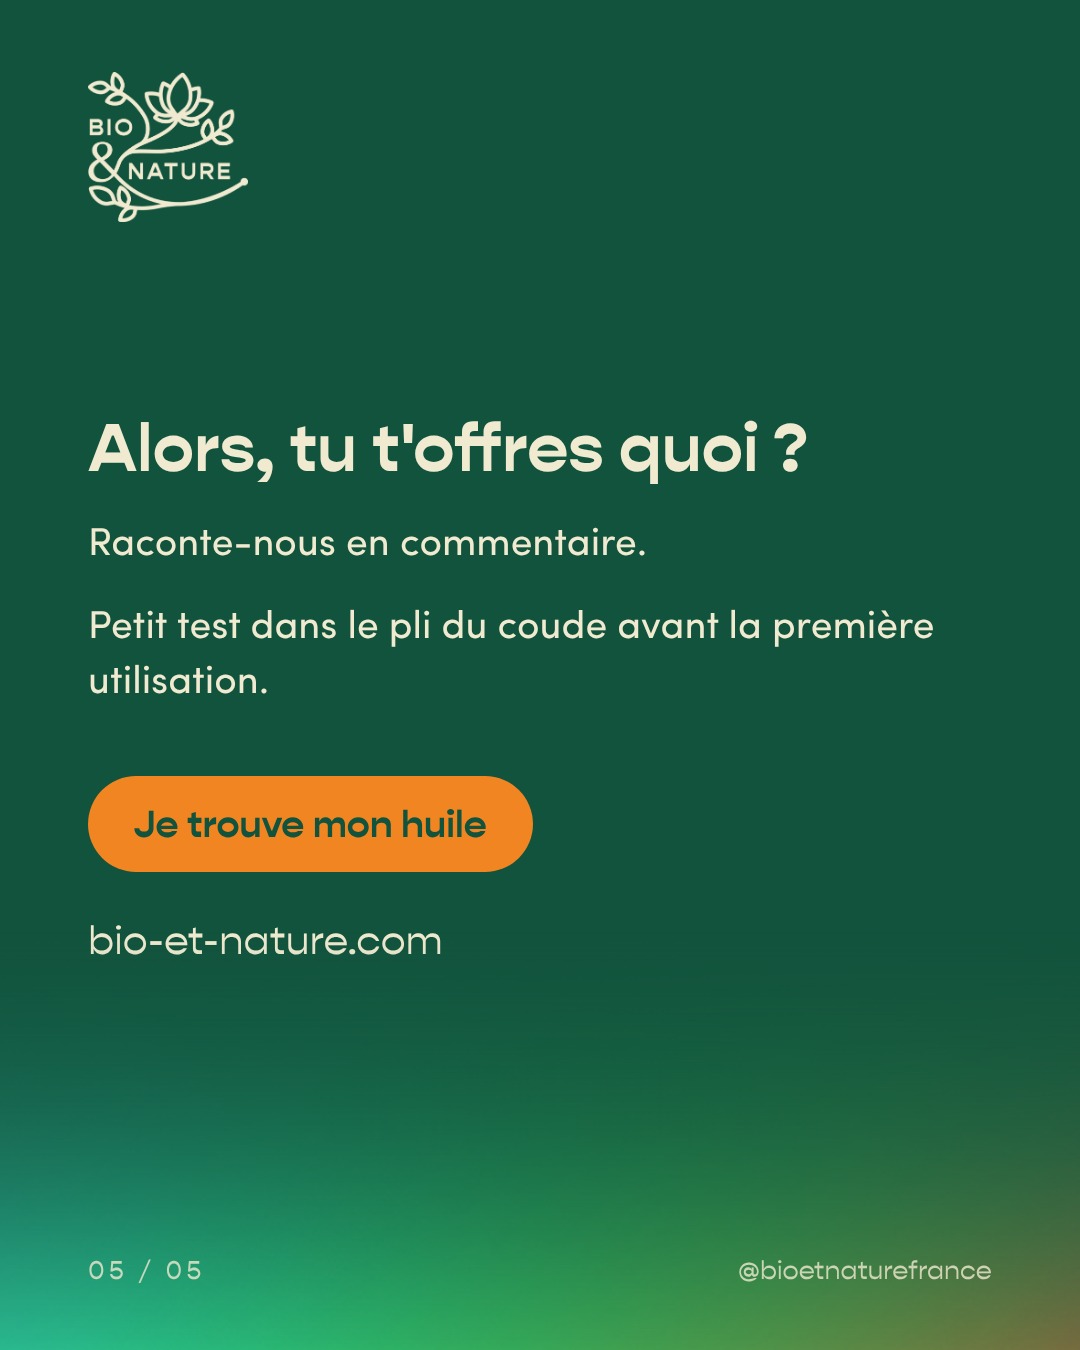 BIO
& NATURE
Alors, tu t'offres quoi ?
Raconte-nous en commentaire.
Petit test dans le pli du coude avant la première
utilisation.
Je trouve mon huile
bio-et-nature.com
05 / 05
@bioetnaturefrance